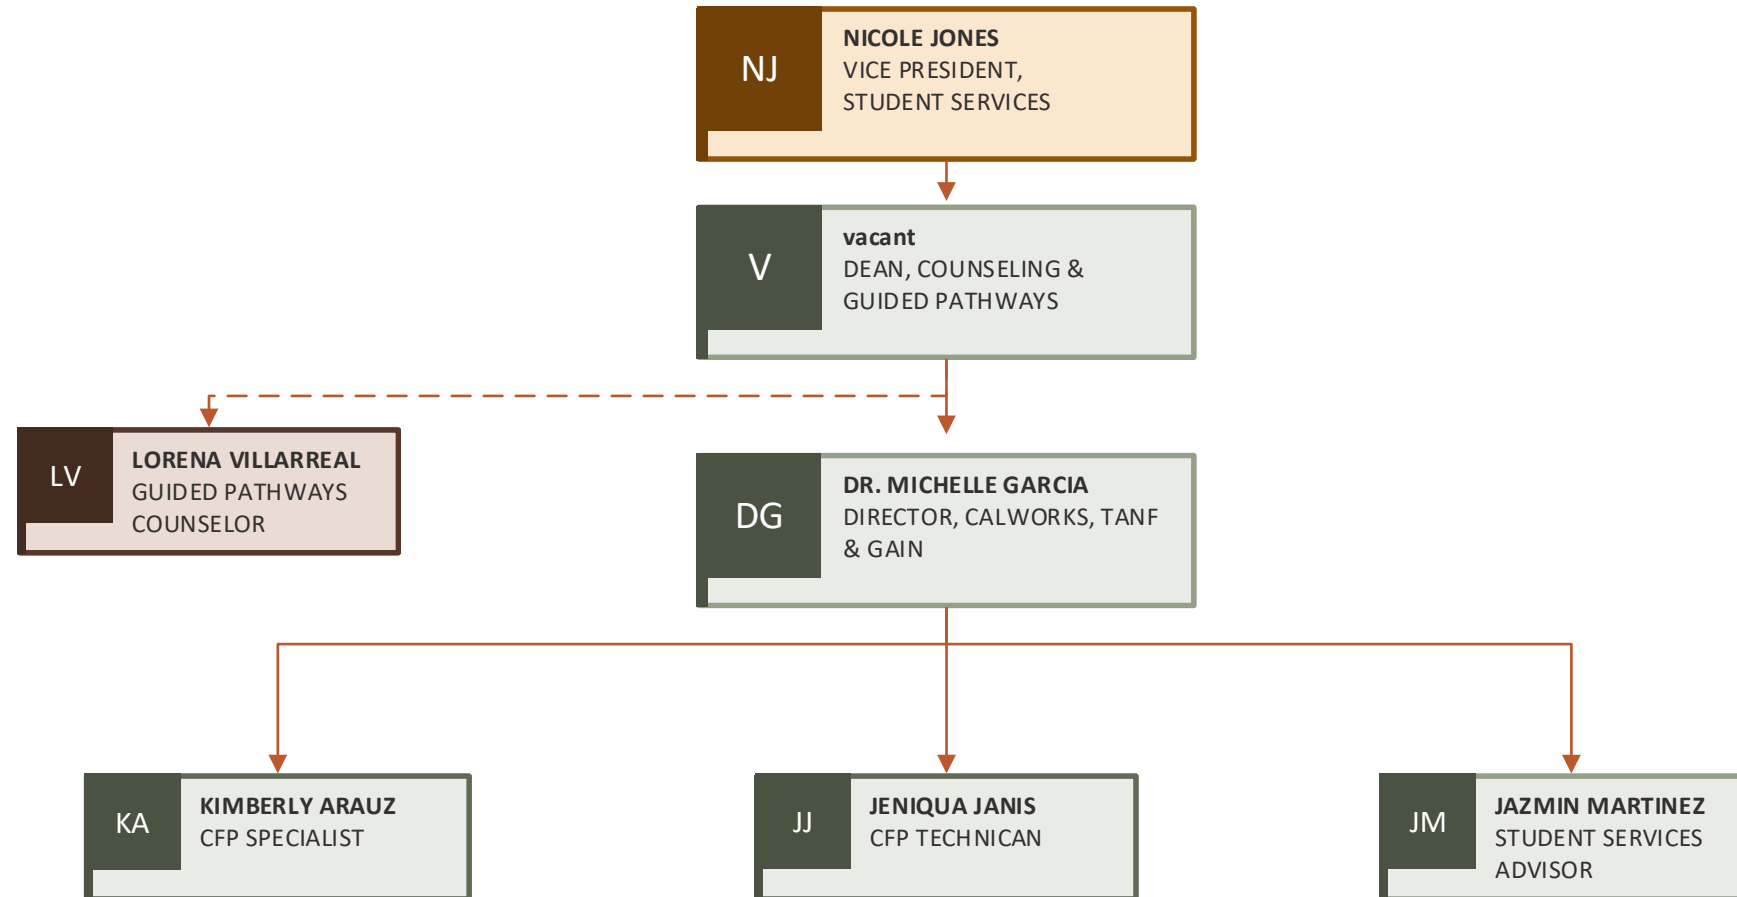 NJ
NICOLE JONES
VICE PRESIDENT,
STUDENT SERVICES
V
vacant
DEAN, COUNSELING &
GUIDED PATHWAYS
LV
LORENA VILLARREAL
GUIDED PATHWAYS
COUNSELOR
DG
DR. MICHELLE GARCIA
DIRECTOR, CALWORKS, TANF
& GAIN
KA
KIMBERLY ARAUZ
CFP SPECIALIST
JJ
JENIQUA JANIS
CFP TECHNICAN
JM
JAZMIN MARTINEZ
STUDENT SERVICES
ADVISOR